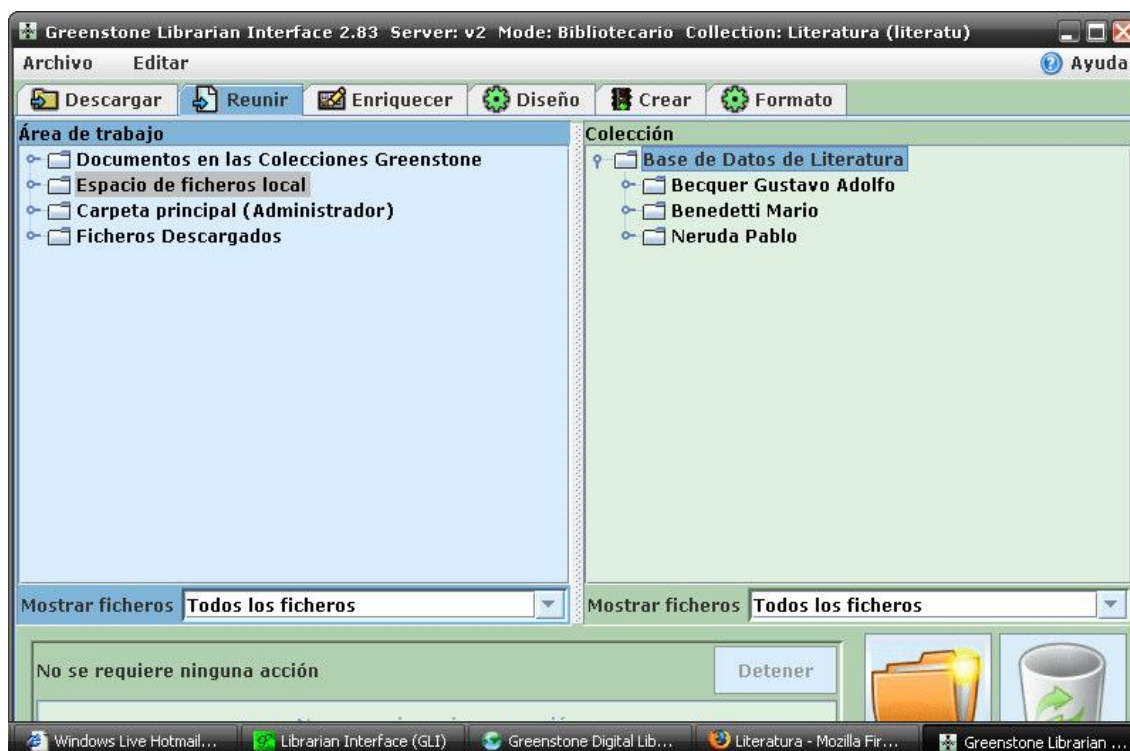 Greenstone Librarian Interface 2.83 Server: v2 Mode: Bibliotecario Collection: Literatura (literatu)
Archivo Editar Ayuda
Descargar Reunir Enriquecer Diseño Crear Formato
Área de trabajo
Documentos en las Colecciones Greenstone
Espacio de ficheros local
Carpeta principal (Administrador)
Ficheros Descargados
Mostrar ficheros Todos los ficheros
Colección
Base de Datos de Literatura
Becquer Gustavo Adolfo
Benedetti Mario
Neruda Pablo
Mostrar ficheros Todos los ficheros
No se requiere ninguna acción Detener
Windows Live Hotmail... Librarian Interface (GLI) Greenstone Digital Lib... Literatura - Mozilla Fir... Greenstone Librarian ...